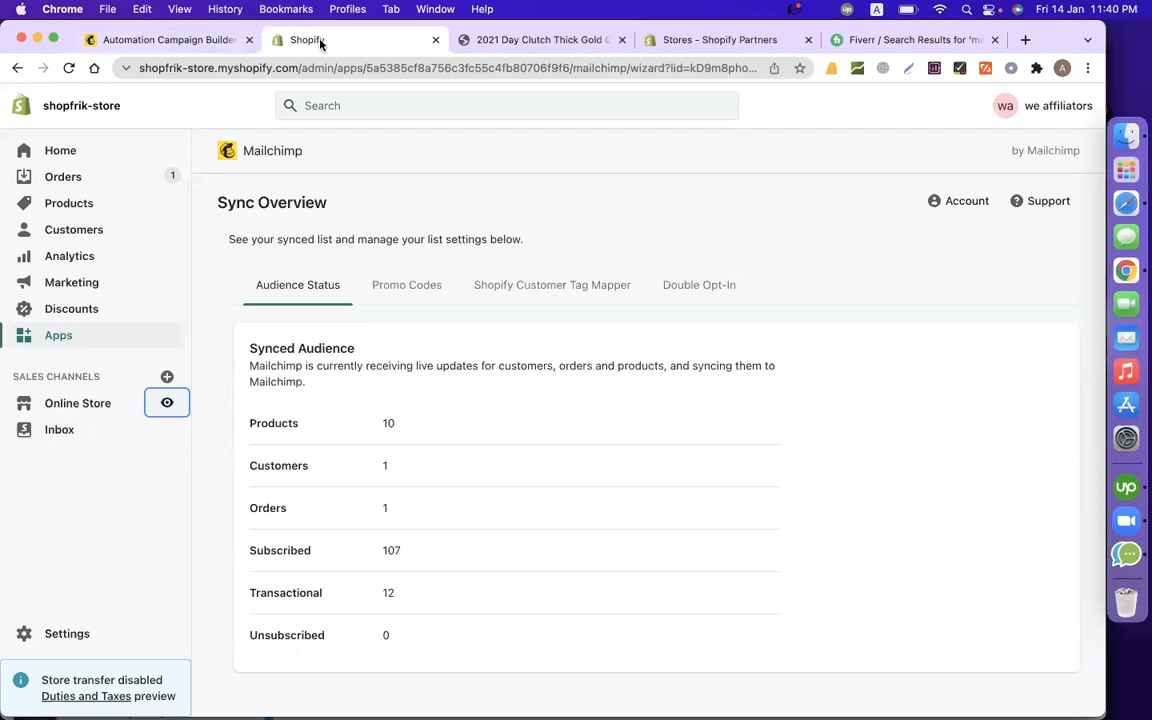 Chrome File Edit View History Bookmarks Profiles Tab Window Help A Fri 14 Jan 11:40 PM
Automation Campaign Builder Shopify 2021 Day Clutch Thick Gold C Stores - Shopify Partners Fiverr / Search Results for 'ma
shopfrik-store.myshopify.com/admin/apps/5a5385cf8a756c3fc55c4fb80706f9f6/mailchimp/wizard?lid=kD9m8pho... A
shopfrik-store Search wa we affiliators
Home
Orders 1
Products
Customers
Analytics
Marketing
Discounts
Apps
SALES CHANNELS
Online Store
Inbox
Settings
Store transfer disabled
Duties and Taxes preview
Mailchimp by Mailchimp
Sync Overview Account Support
See your synced list and manage your list settings below.
Audience Status Promo Codes Shopify Customer Tag Mapper Double Opt-In
Synced Audience
Mailchimp is currently receiving live updates for customers, orders and products, and syncing them to
Mailchimp.
Products 10
Customers 1
Orders 1
Subscribed 107
Transactional 12
Unsubscribed 0
up